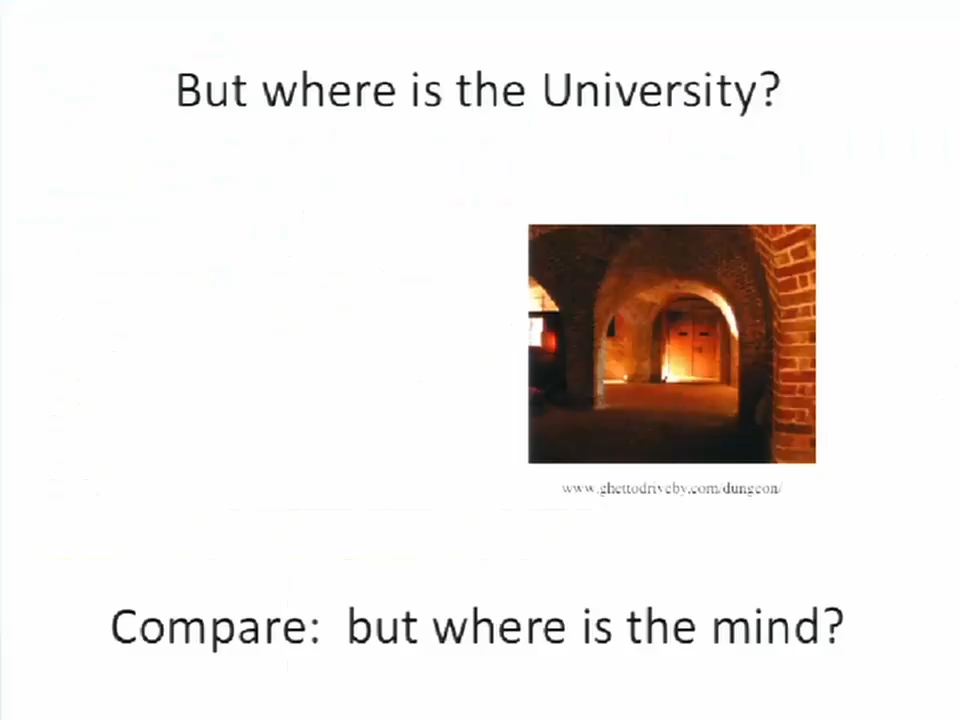 But where is the University?
www.ghettodriveby.com/dungeon/
Compare:  but where is the mind?